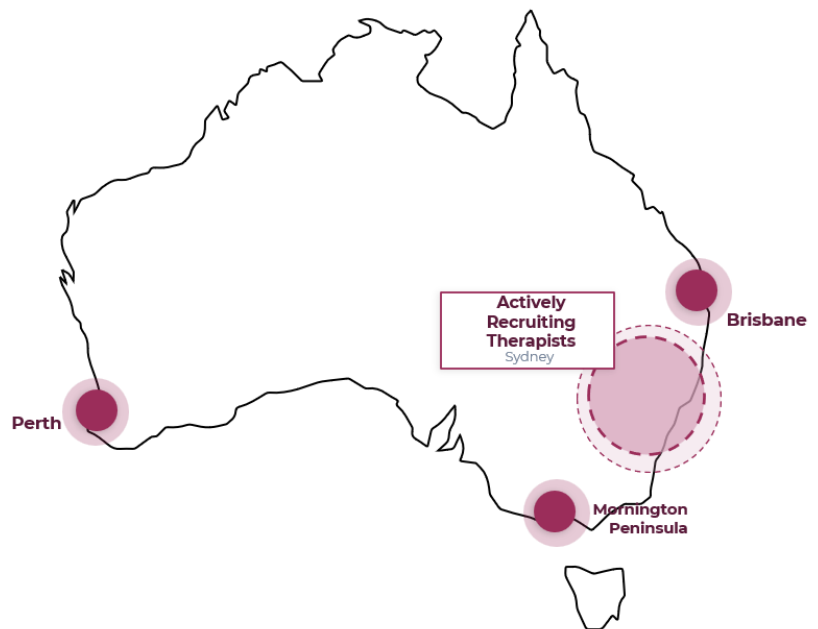 Actively
Recruiting
Therapists
Sydney
Brisbane
Perth
Mornington
Peninsula